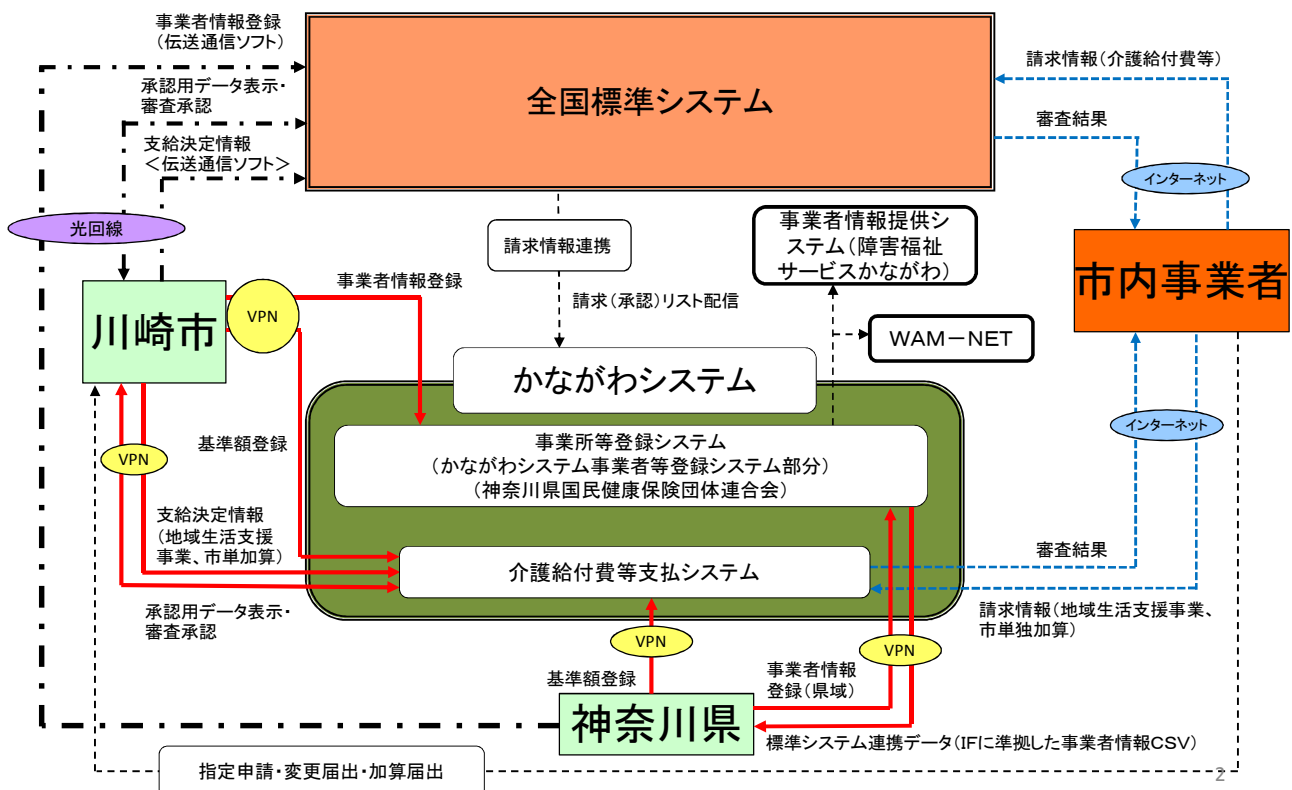 事業者情報登録
（伝送通信ソフト）
承認用データ表示・
審査承認
支給決定情報
＜伝送通信ソフト＞
全国標準システム
請求情報（介護給付費等）
審査結果
インターネット
光回線
請求情報連携
事業者情報提供シ
ステム（障害福祉
サービスかながわ）
市内事業者
川崎市
VPN
事業者情報登録
請求（承認）リスト配信
WAM－NET
かながわシステム
インターネット
基準額登録
VPN
事業所等登録システム
（かながわシステム事業者等登録システム部分）
（神奈川県国民健康保険団体連合会）
支給決定情報
（地域生活支援
事業、市単加算）
介護給付費等支払システム
審査結果
承認用データ表示・
審査承認
請求情報（地域生活支援事業、
市単独加算）
VPN
VPN
基準額登録
事業者情報
登録（県域）
神奈川県
標準システム連携データ（IFに準拠した事業者情報CSV）
指定申請・変更届出・加算届出
2